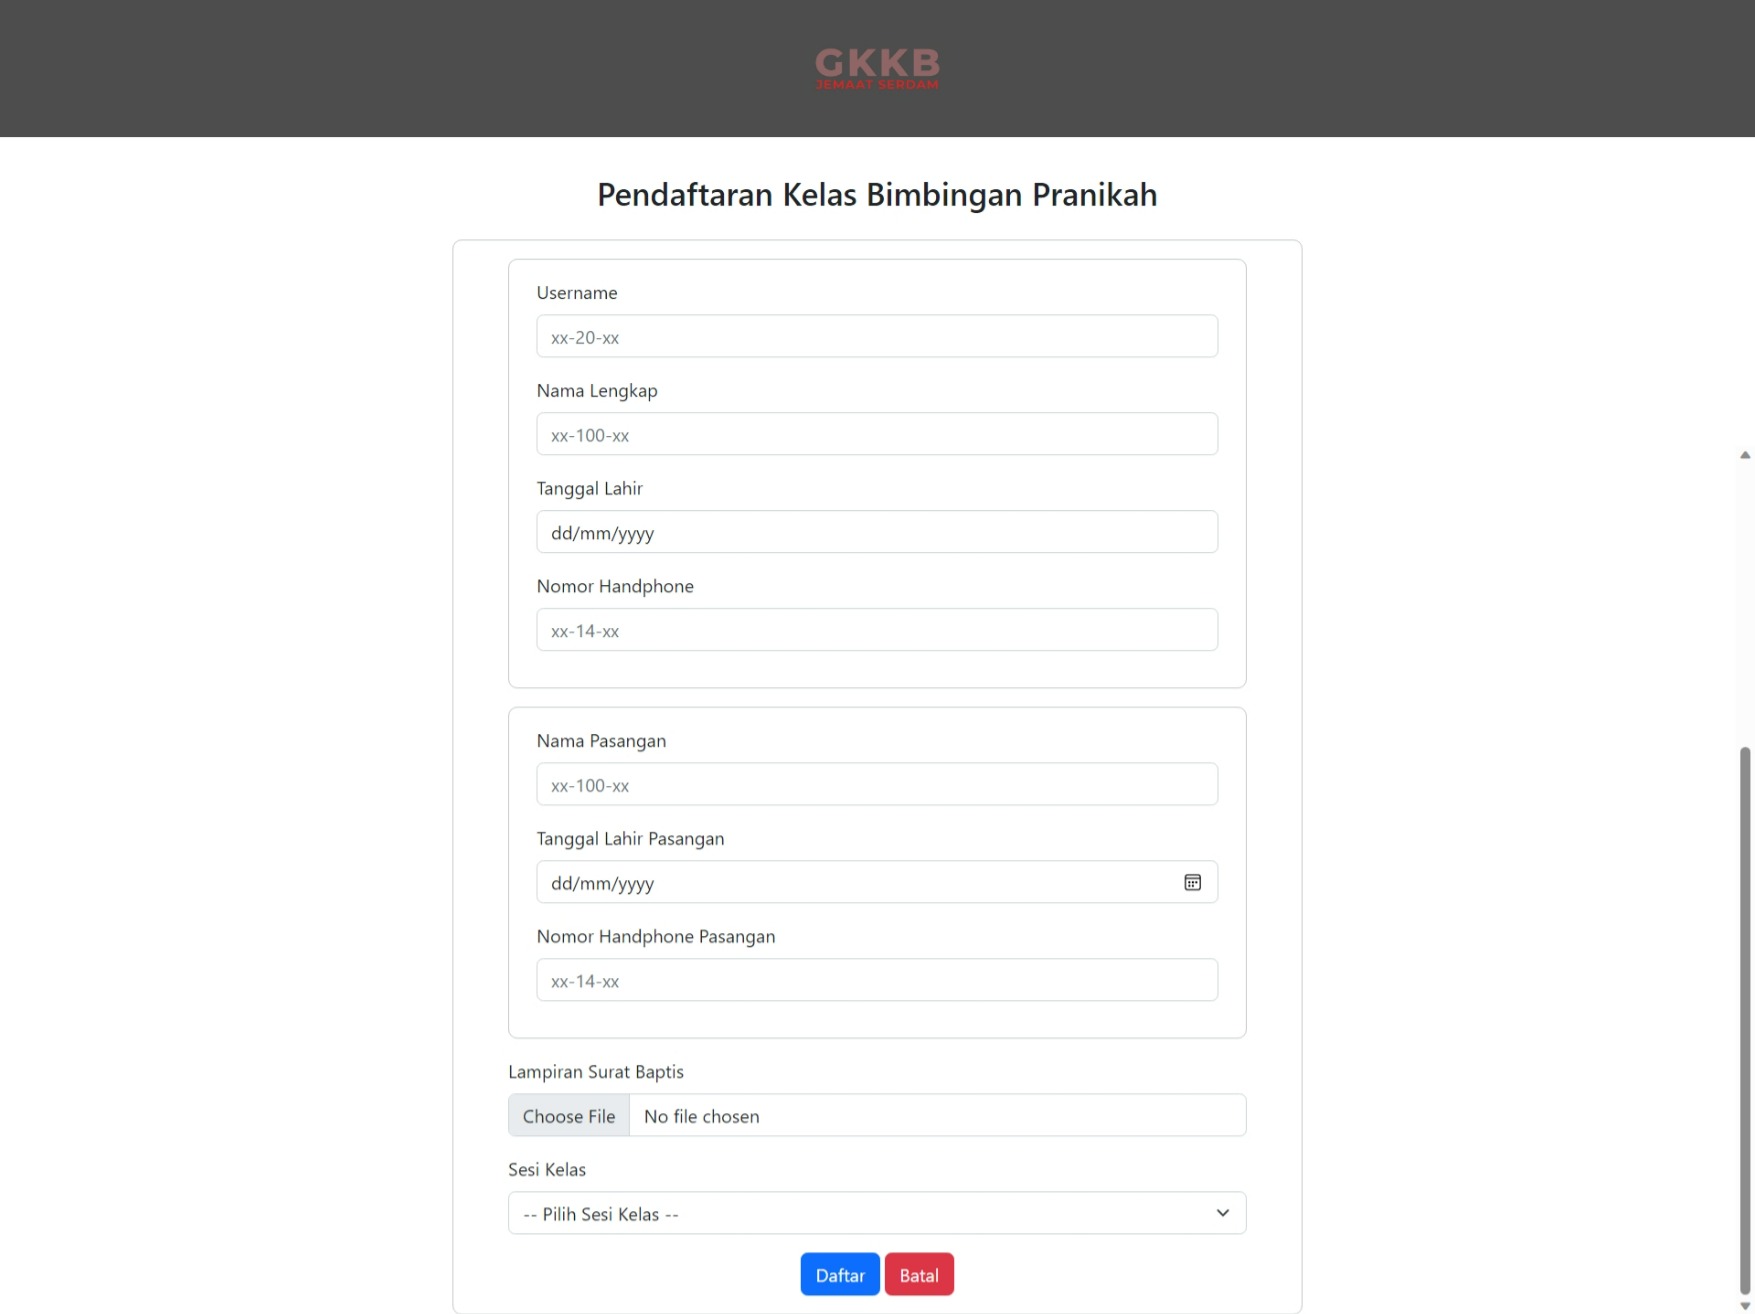 GKKB
JEMAAT SERDAM
Pendaftaran Kelas Bimbingan Pranikah
Username
xx-20-xx
Nama Lengkap
xx-100-xx
Tanggal Lahir
dd/mm/yyyy
Nomor Handphone
xx-14-xx
Nama Pasangan
xx-100-xx
Tanggal Lahir Pasangan
dd/mm/yyyy
Nomor Handphone Pasangan
xx-14-xx
Lampiran Surat Baptis
Choose File No file chosen
Sesi Kelas
-- Pilih Sesi Kelas --
Daftar Batal